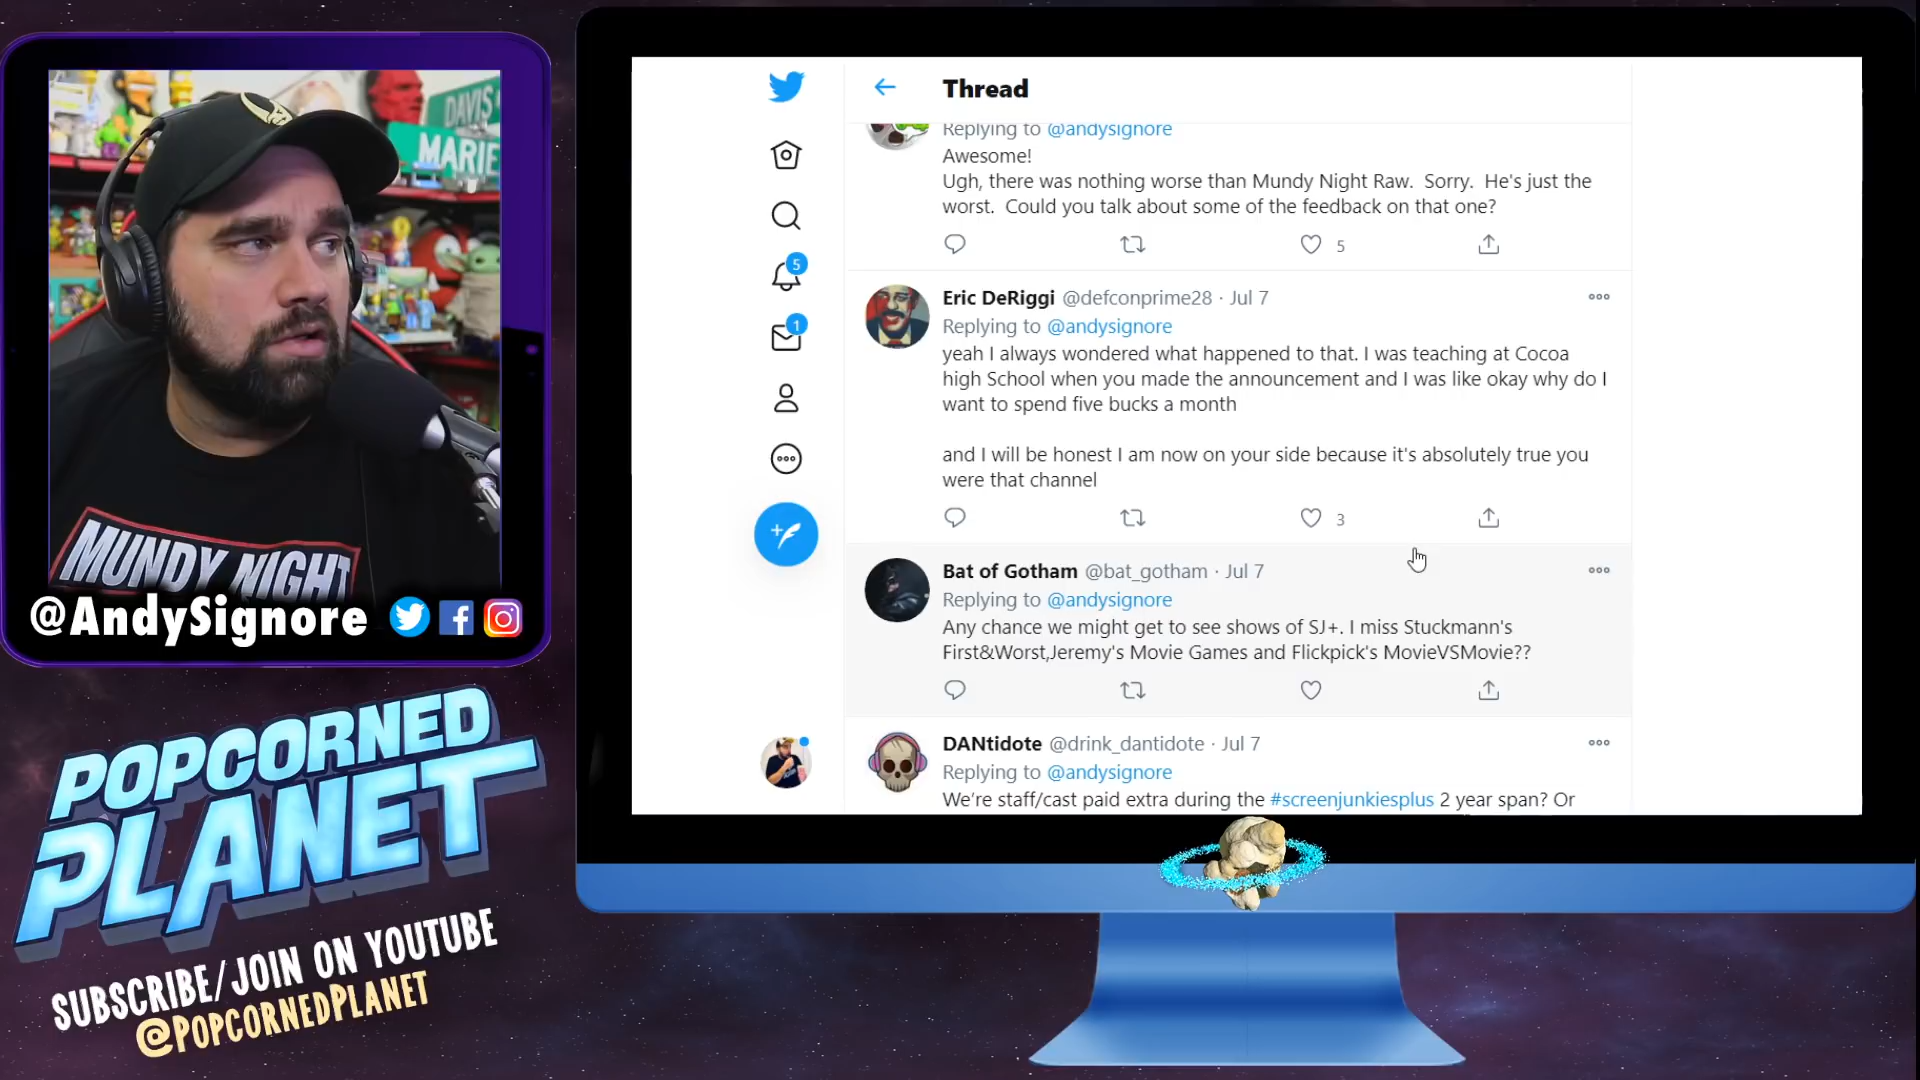 DAVIS
MARIE
MUNDY NIGHT
@AndySignore
POPCORNED
PLANET
SUBSCRIBE/JOIN ON YOUTUBE
@POPCORNEDPLANET
Thread
Replying to @andysignore
Awesome!
Ugh, there was nothing worse than Mundy Night Raw. Sorry. He's just the
worst. Could you talk about some of the feedback on that one?
5
5
1
Eric DeRiggi @defconprime28 · Jul 7
Replying to @andysignore
yeah I always wondered what happened to that. I was teaching at Cocoa
high School when you made the announcement and I was like okay why do I
want to spend five bucks a month
and I will be honest I am now on your side because it's absolutely true you
were that channel
3
Bat of Gotham @bat_gotham · Jul 7
Replying to @andysignore
Any chance we might get to see shows of SJ+. I miss Stuckmann's
First&Worst,Jeremy's Movie Games and Flickpick's MovieVSMovie??
DANtidote @drink_dantidote · Jul 7
Replying to @andysignore
We're staff/cast paid extra during the #screenjunkiesplus 2 year span? Or